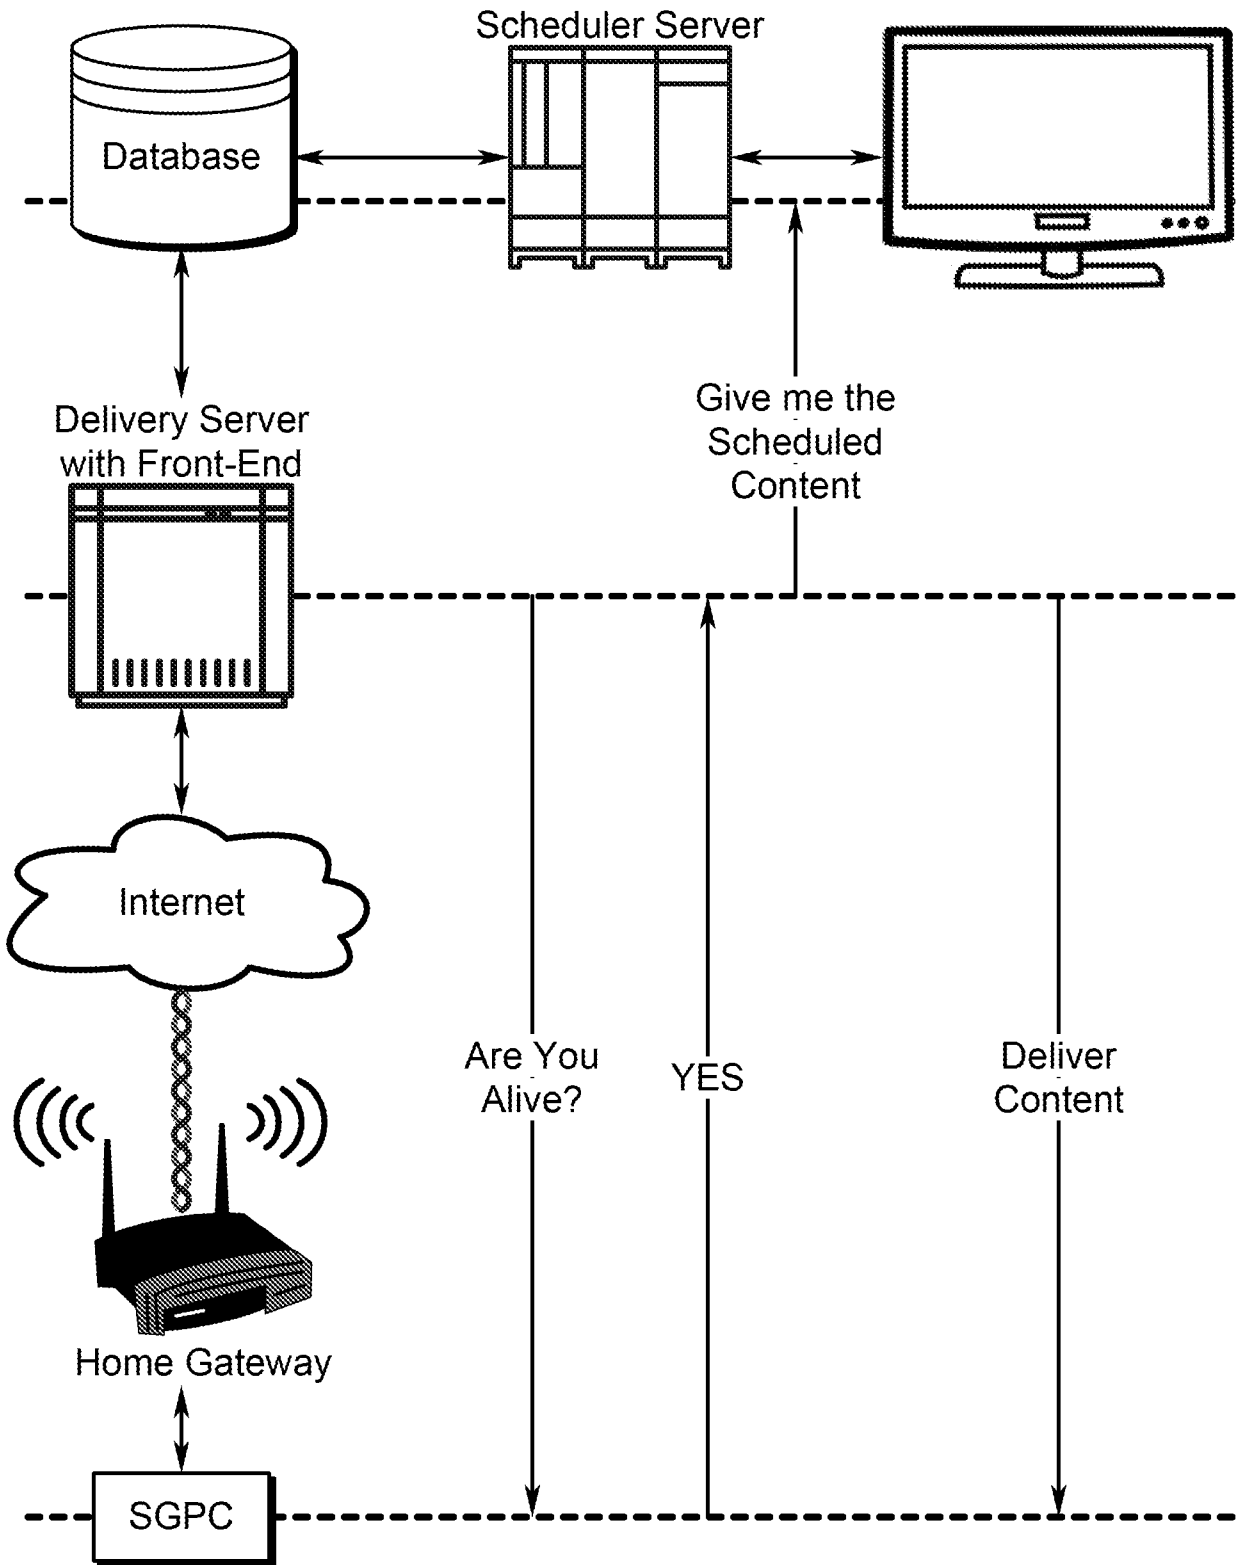 Scheduler Server
Database
Delivery Server
with Front-End
Give me the
Scheduled
Content
Internet
Are You
Alive?
YES
Deliver
Content
Home Gateway
SGPC